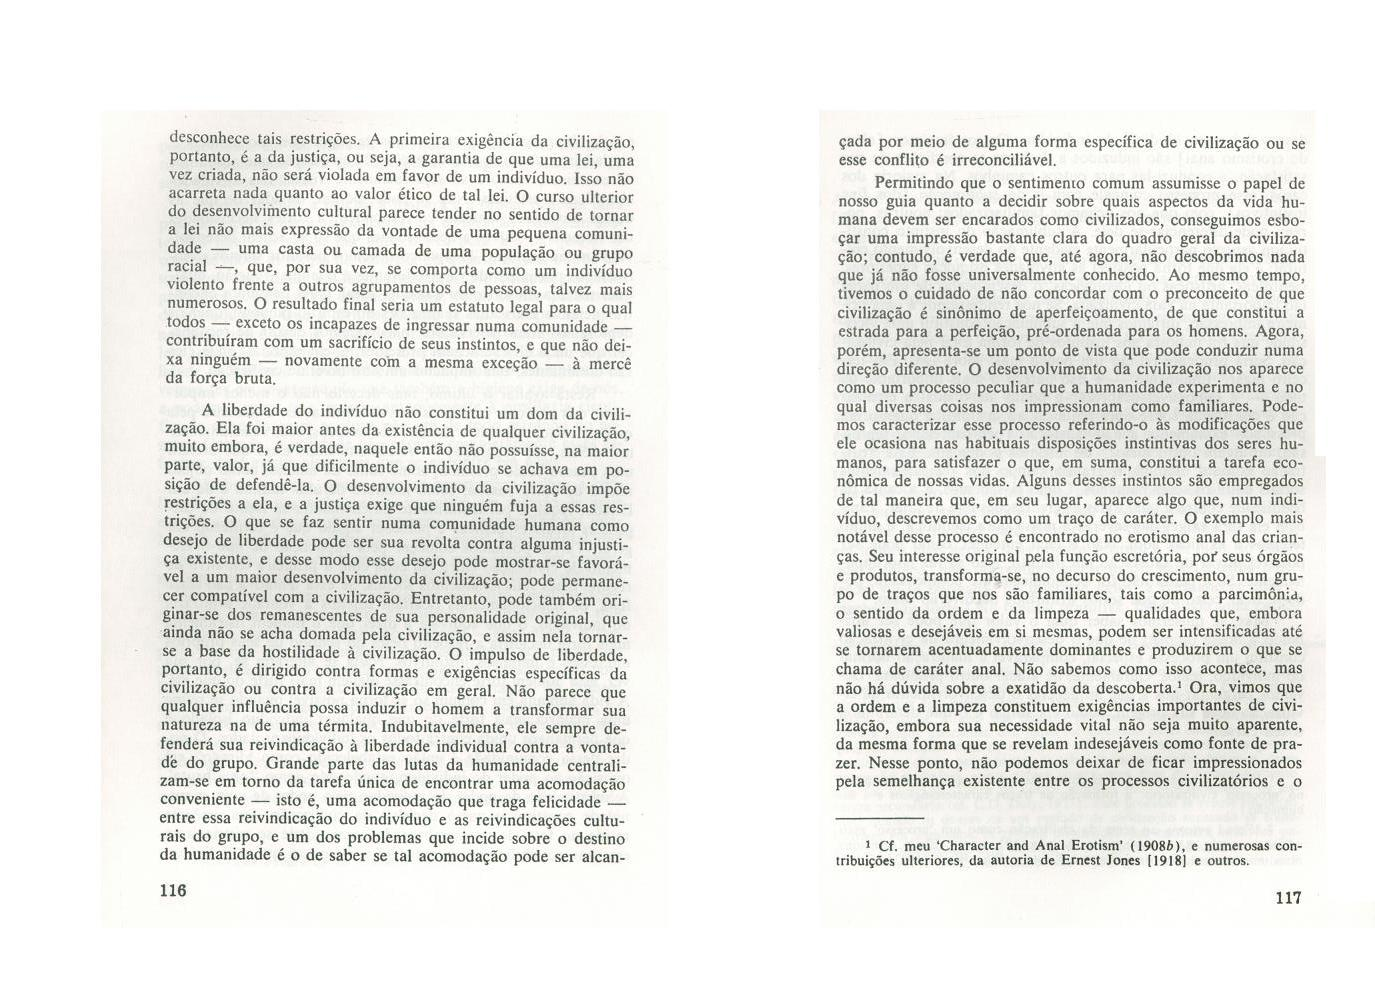 desconhece tais restrições. A primeira exigência da civilização,
portanto, é a da justiça, ou seja, a garantia de que uma lei, uma
vez criada, não será violada em favor de um indivíduo. Isso não
acarreta nada quanto ao valor ético de tal lei. O curso ulterior
do desenvolvimento cultural parece tender no sentido de tornar
a lei não mais expressão da vontade de uma pequena comuni-
dade — uma casta ou camada de uma população ou grupo
racial —, que, por sua vez, se comporta como um indivíduo
violento frente a outros agrupamentos de pessoas, talvez mais
numerosos. O resultado final seria um estatuto legal para o qual
todos — exceto os incapazes de ingressar numa comunidade —
contribuíram com um sacrifício de seus instintos, e que não dei-
xa ninguém — novamente com a mesma exceção — à mercê
da força bruta.
A liberdade do indivíduo não constitui um dom da civili-
zação. Ela foi maior antes da existência de qualquer civilização,
muito embora, é verdade, naquele então não possuísse, na maior
parte, valor, já que dificilmente o indivíduo se achava em po-
sição de defendê-la. O desenvolvimento da civilização impõe
restrições a ela, e a justiça exige que ninguém fuja a essas res-
trições. O que se faz sentir numa comunidade humana como
desejo de liberdade pode ser sua revolta contra alguma injusti-
ça existente, e desse modo esse desejo pode mostrar-se favorá-
vel a um maior desenvolvimento da civilização; pode permane-
cer compatível com a civilização. Entretanto, pode também ori-
ginar-se dos remanescentes de sua personalidade original, que
ainda não se acha domada pela civilização, e assim nela tornar-
se a base da hostilidade à civilização. O impulso de liberdade,
portanto, é dirigido contra formas e exigências específicas da
civilização ou contra a civilização em geral. Não parece que
qualquer influência possa induzir o homem a transformar sua
natureza na de uma térmita. Indubitavelmente, ele sempre de-
fenderá sua reivindicação à liberdade individual contra a vonta-
de do grupo. Grande parte das lutas da humanidade centrali-
zam-se em torno da tarefa única de encontrar uma acomodação
conveniente — isto é, uma acomodação que traga felicidade —
entre essa reivindicação do indivíduo e as reivindicações cultu-
rais do grupo, e um dos problemas que incide sobre o destino
da humanidade é o de saber se tal acomodação pode ser alcan-
116
çada por meio de alguma forma específica de civilização ou se
esse conflito é irreconciliável.
Permitindo que o sentimento comum assumisse o papel de
nosso guia quanto a decidir sobre quais aspectos da vida hu-
mana devem ser encarados como civilizados, conseguimos esbo-
çar uma impressão bastante clara do quadro geral da civiliza-
ção; contudo, é verdade que, até agora, não descobrimos nada
que já não fosse universalmente conhecido. Ao mesmo tempo,
tivemos o cuidado de não concordar com o preconceito de que
civilização é sinônimo de aperfeiçoamento, de que constitui a
estrada para a perfeição, pré-ordenada para os homens. Agora,
porém, apresenta-se um ponto de vista que pode conduzir numa
direção diferente. O desenvolvimento da civilização nos aparece
como um processo peculiar que a humanidade experimenta e no
qual diversas coisas nos impressionam como familiares. Pode-
mos caracterizar esse processo referindo-o às modificações que
ele ocasiona nas habituais disposições instintivas dos seres hu-
manos, para satisfazer o que, em suma, constitui a tarefa eco-
nômica de nossas vidas. Alguns desses instintos são empregados
de tal maneira que, em seu lugar, aparece algo que, num indi-
víduo, descrevemos como um traço de caráter. O exemplo mais
notável desse processo é encontrado no erotismo anal das crian-
ças. Seu interesse original pela função escretória, por seus órgãos
e produtos, transforma-se, no decurso do crescimento, num gru-
po de traços que nos são familiares, tais como a parcimônia,
o sentido da ordem e da limpeza — qualidades que, embora
valiosas e desejáveis em si mesmas, podem ser intensificadas até
se tornarem acentuadamente dominantes e produzirem o que se
chama de caráter anal. Não sabemos como isso acontece, mas
não há dúvida sobre a exatidão da descoberta.¹ Ora, vimos que
a ordem e a limpeza constituem exigências importantes de civi-
lização, embora sua necessidade vital não seja muito aparente,
da mesma forma que se revelam indesejáveis como fonte de pra-
zer. Nesse ponto, não podemos deixar de ficar impressionados
pela semelhança existente entre os processos civilizatórios e o
¹ Cf. meu ‘Character and Anal Erotism’ (1908b), e numerosas con-
tribuições ulteriores, da autoria de Ernest Jones [1918] e outros.
117